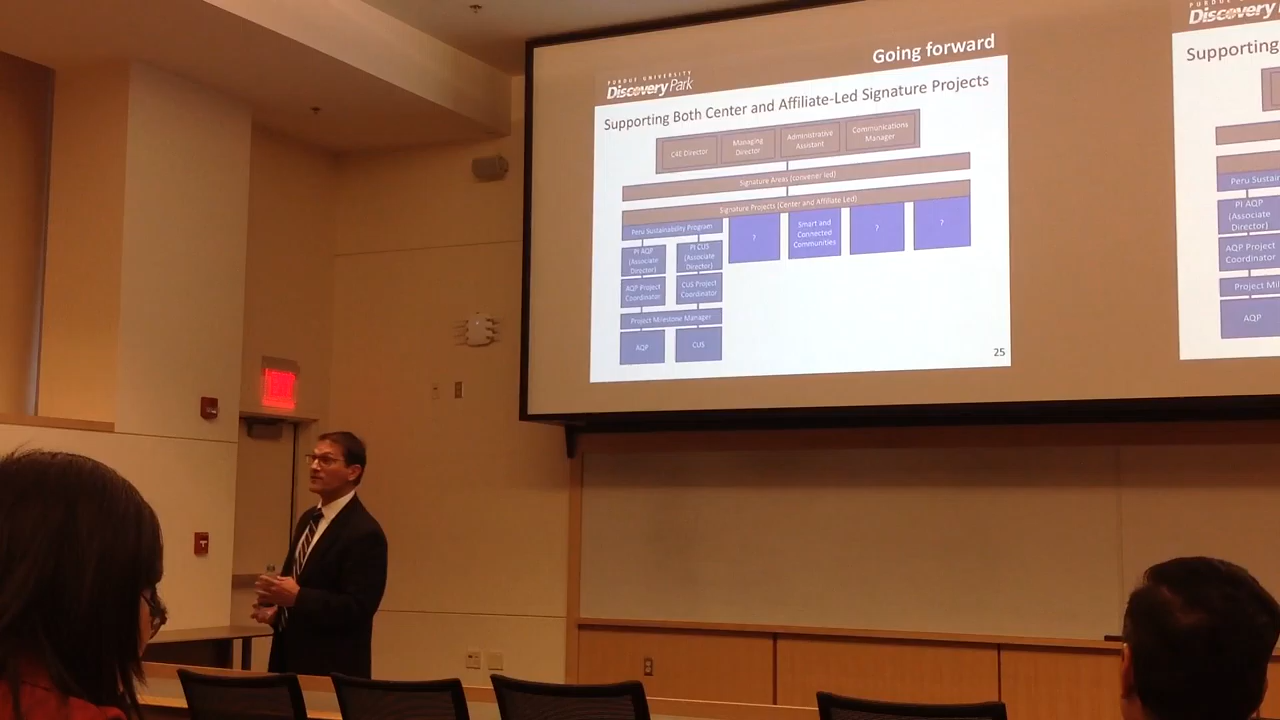 Going forward
PURDUE UNIVERSITY
Discovery Park
Supporting Both Center and Affiliate-Led Signature Projects
C4E Director
Managing
Director
Administrative
Assistant
Communications
Manager
Signature Areas (convener led)
Signature Projects (Center and Affiliate Led)
Peru Sustainability Program
?
Smart and
Connected
Communities
?
?
PI AQP
(Associate
Director)
PI CUS
(Associate
Director)
AQP Project
Coordinator
CUS Project
Coordinator
Project Milestone Manager
AQP
CUS
25
PURDUE
Discovery
Supporting
Peru Sustain
PI AQP
(Associate
Director)
AQP Project
Coordinator
Project Mil
AQP